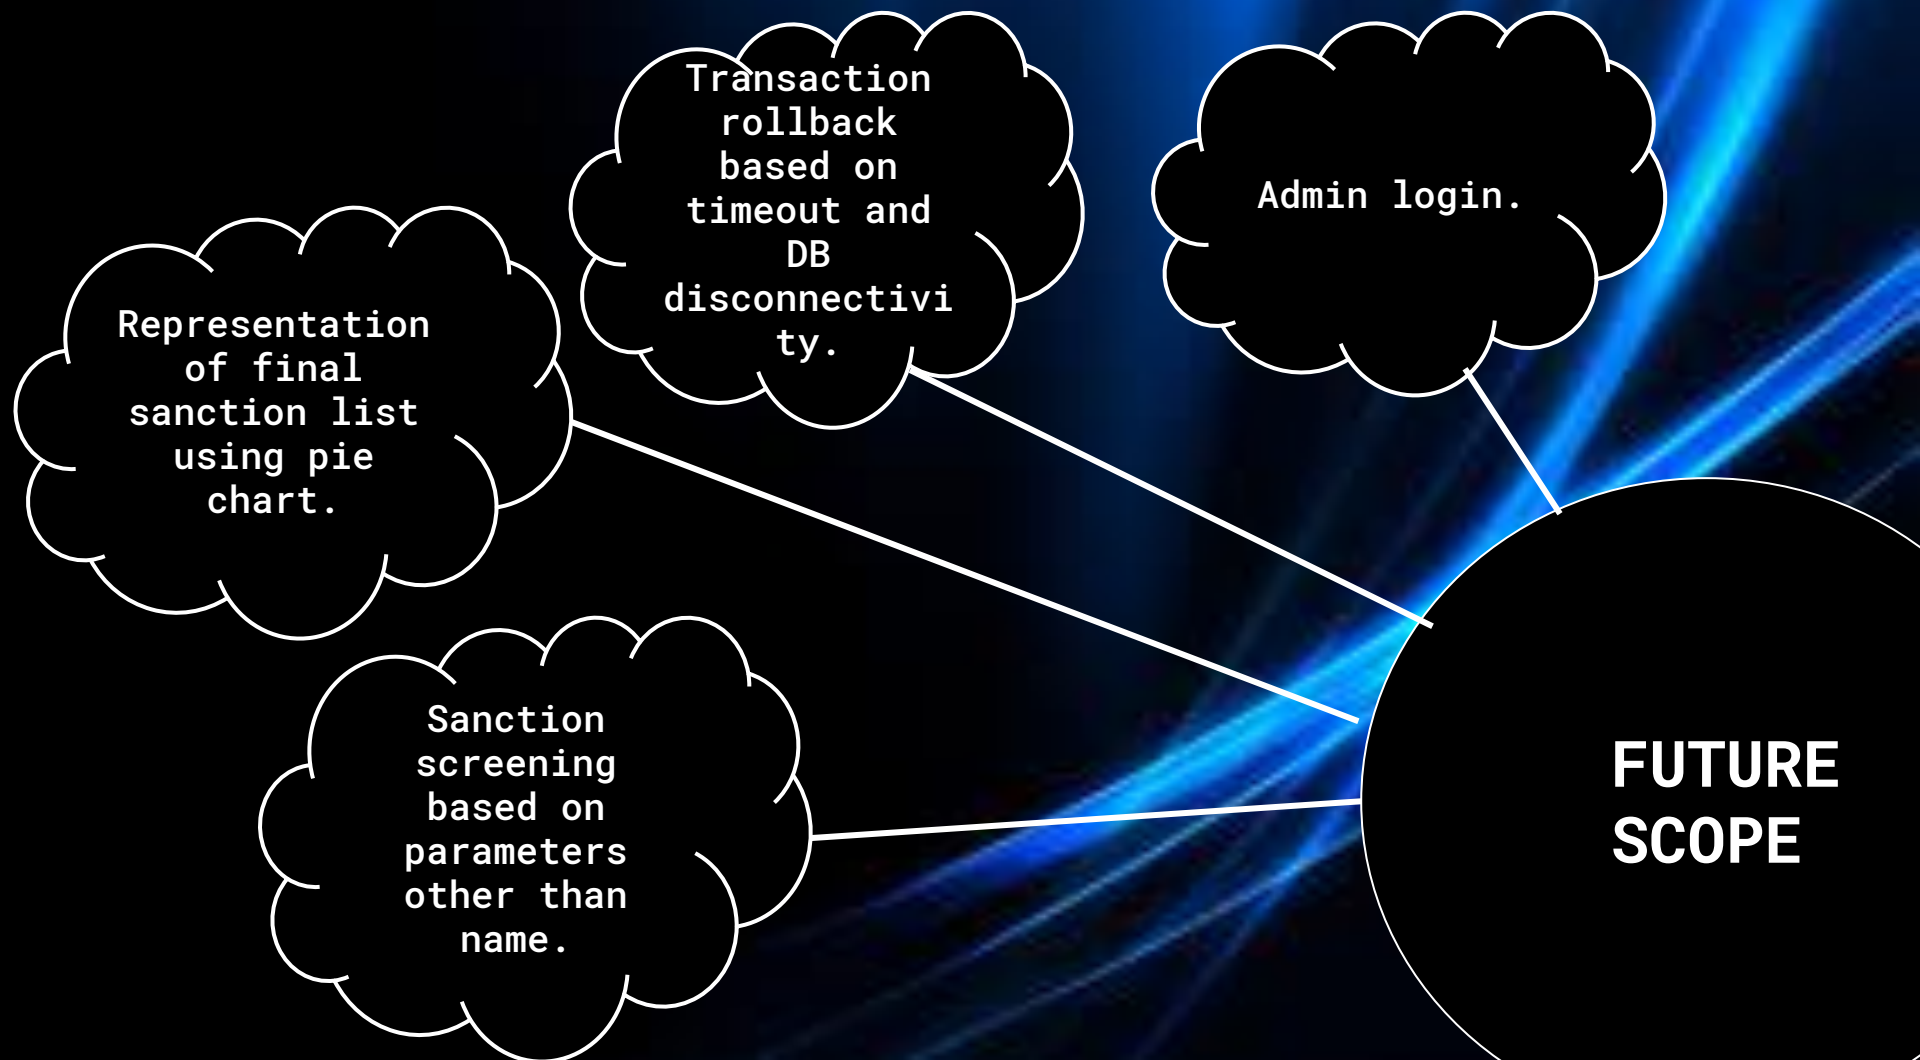 Transaction
rollback
based on
timeout and
DB
disconnectivi
ty.
Admin login.
Representation
of final
sanction list
using pie
chart.
Sanction
screening
based on
parameters
other than
name.
FUTURE
SCOPE